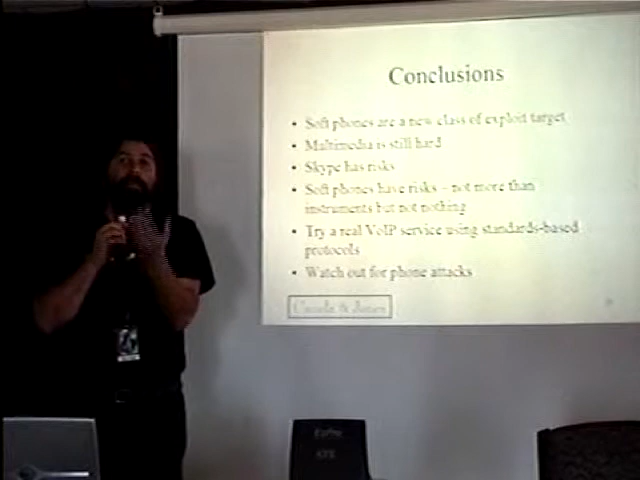 Conclusions
• Soft phones are a new class of exploit target
• Multimedia is still hard
• Skype has risks
• Soft phones have risks – not more than
instruments but not nothing
• Try a real VoIP service using standards-based
protocols
• Watch out for phone attacks
& Jones